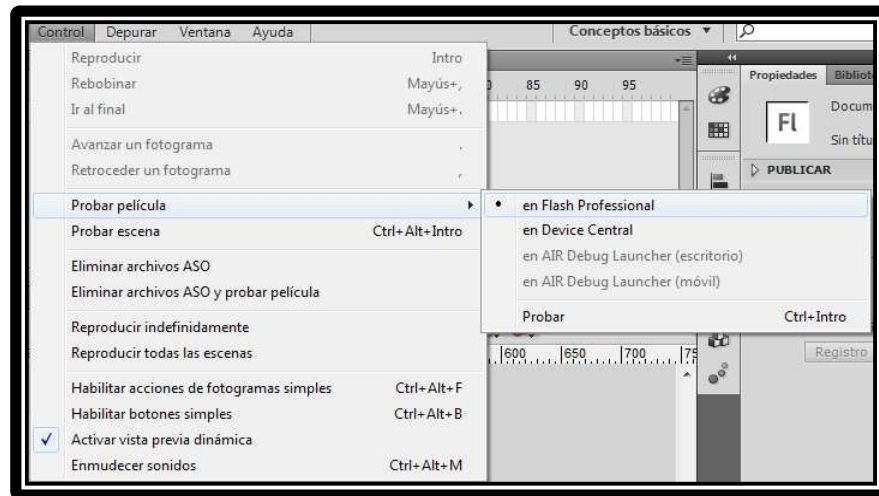 Control Depurar Ventana Ayuda Conceptos básicos
Reproducir Intro
Rebobinar Mayús+,
Ir al final Mayús+.
Avanzar un fotograma .
Retroceder un fotograma ,
Probar película
Probar escena Ctrl+Alt+Intro
Eliminar archivos ASO
Eliminar archivos ASO y probar película
Reproducir indefinidamente
Reproducir todas las escenas
Habilitar acciones de fotogramas simples Ctrl+Alt+F
Habilitar botones simples Ctrl+Alt+B
Activar vista previa dinámica
Enmudecer sonidos Ctrl+Alt+M
en Flash Professional
en Device Central
en AIR Debug Launcher (escritorio)
en AIR Debug Launcher (móvil)
Probar Ctrl+Intro
85 90 95
600 650 700
Propiedades Bibliot
Fl
Docum
Sin títu
PUBLICAR
Registro